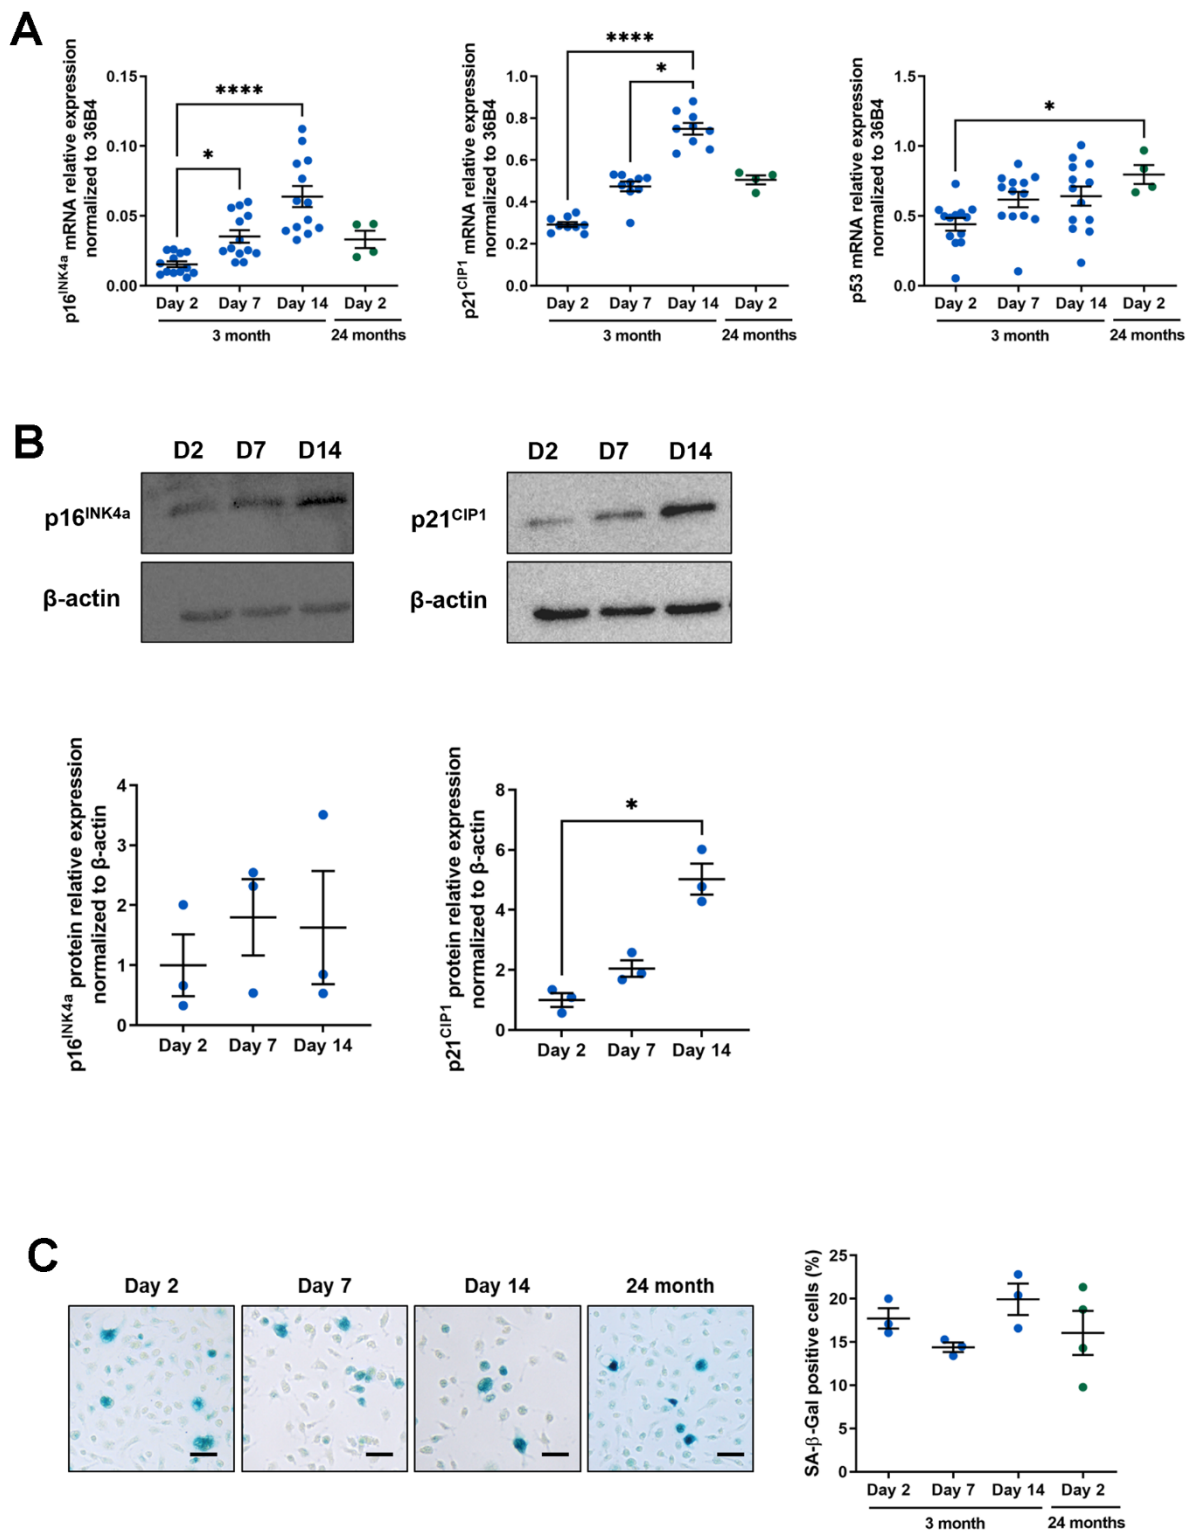 A
p16INK4a mRNA relative expression
normalized to 36B4
0.15
0.10
0.05
0.00
****
*
Day 2 Day 7 Day 14 Day 2
3 month 24 months
p21CIP1 mRNA relative expression
normalized to 36B4
1.0
0.8
0.6
0.4
0.2
0.0
****
*
Day 2 Day 7 Day 14 Day 2
3 month 24 months
p53 mRNA relative expression
normalized to 36B4
1.5
1.0
0.5
0.0
*
Day 2 Day 7 Day 14 Day 2
3 month 24 months
B
D2 D7 D14
p16INK4a
β-actin
D2 D7 D14
p21CIP1
β-actin
p16INK4a protein relative expression
normalized to β-actin
4
3
2
1
0
Day 2 Day 7 Day 14
p21CIP1 protein relative expression
normalized to β-actin
8
6
4
2
0
*
Day 2 Day 7 Day 14
C
Day 2 Day 7 Day 14 24 month
SA-β-Gal positive cells (%)
25
20
15
10
5
0
Day 2 Day 7 Day 14 Day 2
3 month 24 months